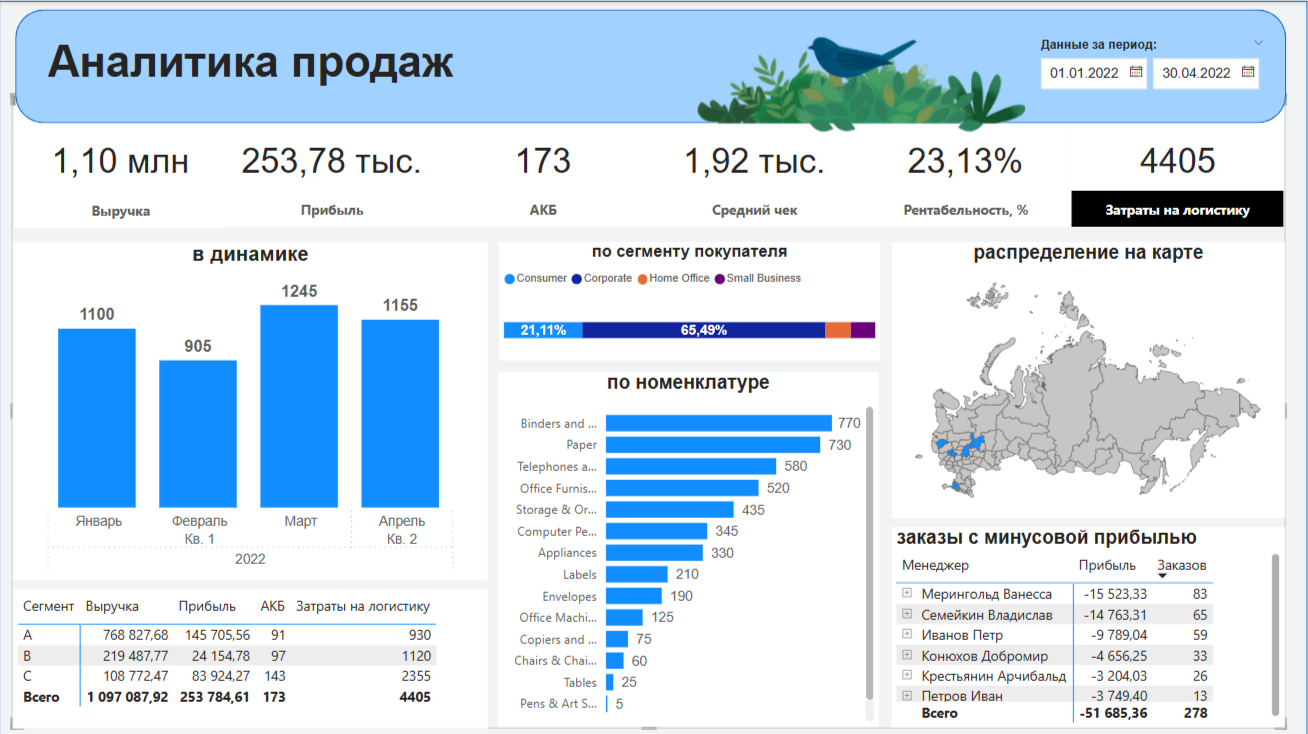 Аналитика продаж
Данные за период:
01.01.2022 30.04.2022
1,10 млн 253,78 тыс. 173 1,92 тыс. 23,13% 4405
Выручка Прибыль АКБ Средний чек Рентабельность, % Затраты на логистику
в динамике
1100
905
1245
1155
Январь Февраль Март Апрель
Кв. 1 Кв. 2
2022
Сегмент Выручка Прибыль АКБ Затраты на логистику
A 768 827,68 145 705,56 91 930
B 219 487,77 24 154,78 97 1120
C 108 772,47 83 924,27 143 2355
Всего 1 097 087,92 253 784,61 173 4405
по сегменту покупателя
Consumer Corporate Home Office Small Business
21,11% 65,49%
по номенклатуре
Binders and ... 770
Paper 730
Telephones a... 580
Office Furnis... 520
Storage & Or... 435
Computer Pe... 345
Appliances 330
Labels 210
Envelopes 190
Office Machi... 125
Copiers and ... 75
Chairs & Chai... 60
Tables 25
Pens & Art S... 5
распределение на карте
заказы с минусовой прибылью
Менеджер Прибыль Заказов
Мерингольд Ванесса -15 523,33 83
Семейкин Владислав -14 763,31 65
Иванов Петр -9 789,04 59
Конюхов Добромир -4 656,25 33
Крестьянин Арчибальд -3 204,03 26
Петров Иван -3 749,40 13
Всего -51 685,36 278